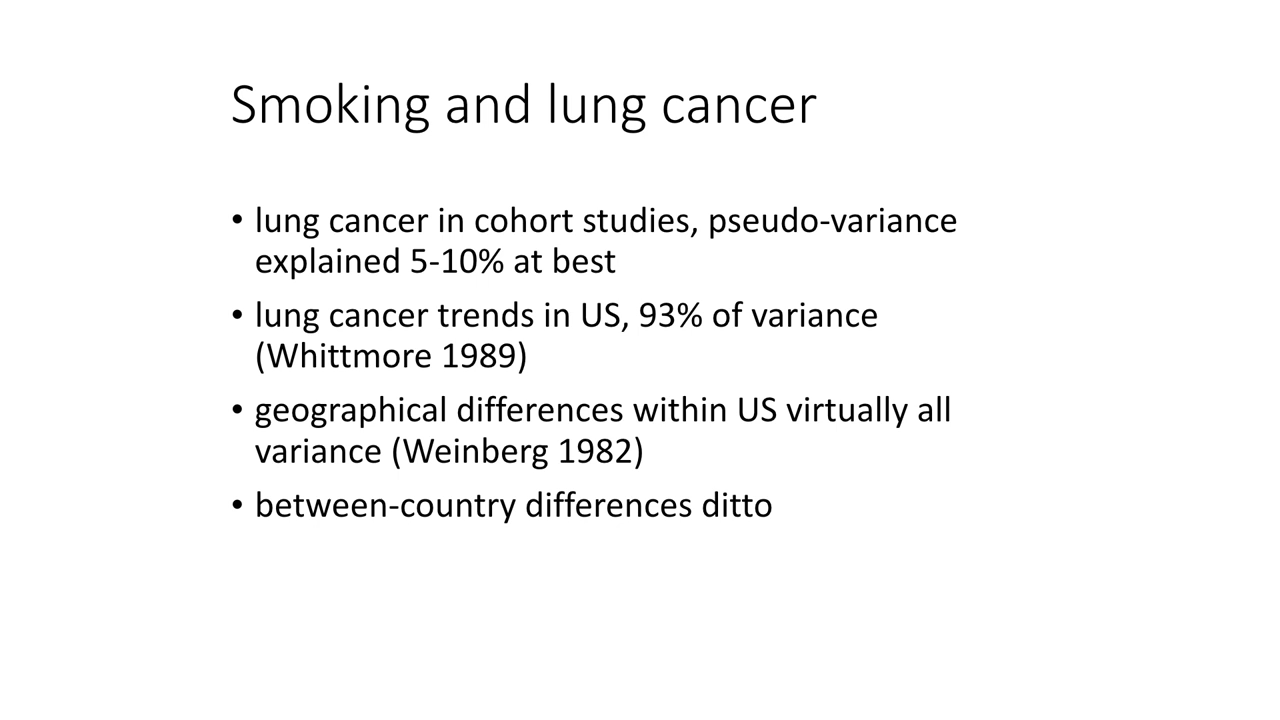 Smoking and lung cancer
• lung cancer in cohort studies, pseudo-variance
explained 5-10% at best
• lung cancer trends in US, 93% of variance
(Whittmore 1989)
• geographical differences within US virtually all
variance (Weinberg 1982)
• between-country differences ditto